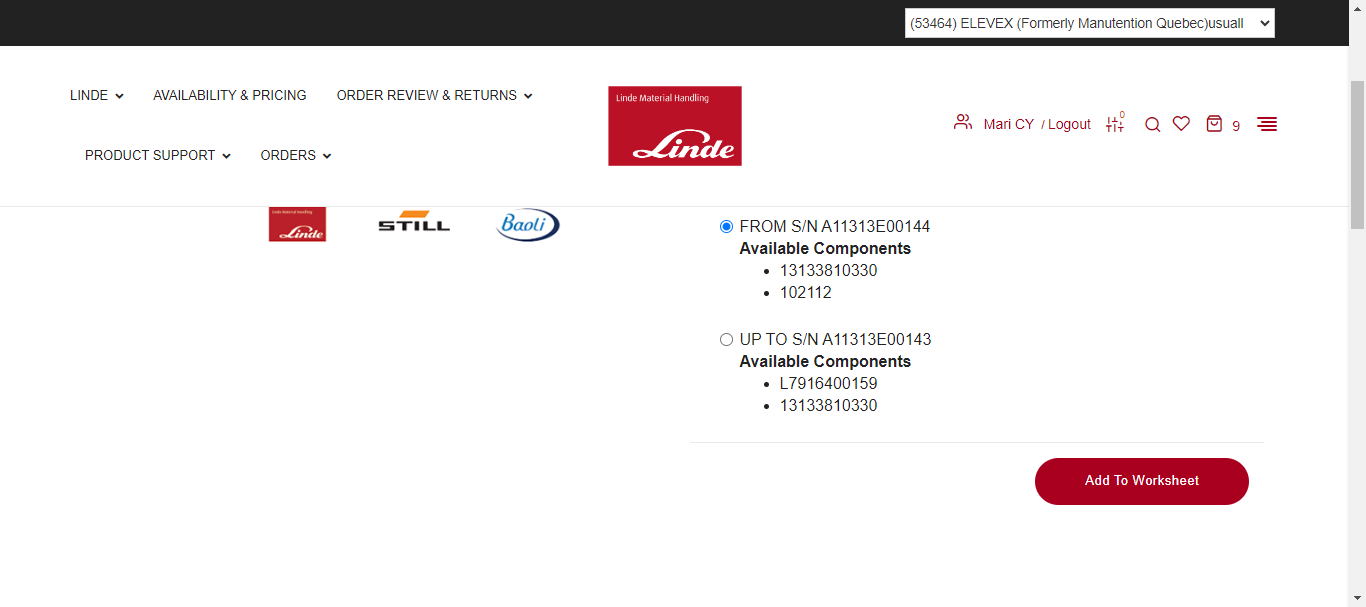 (53464) ELEVEX (Formerly Manutention Quebec)usuall
LINDE
AVAILABILITY & PRICING
ORDER REVIEW & RETURNS
PRODUCT SUPPORT
ORDERS
Linde Material Handling
Linde
Mari CY / Logout
0
9
Linde Material Handling
Linde
STILL
Baoli
FROM S/N A11313E00144
Available Components
13133810330
102112
UP TO S/N A11313E00143
Available Components
L7916400159
13133810330
Add To Worksheet